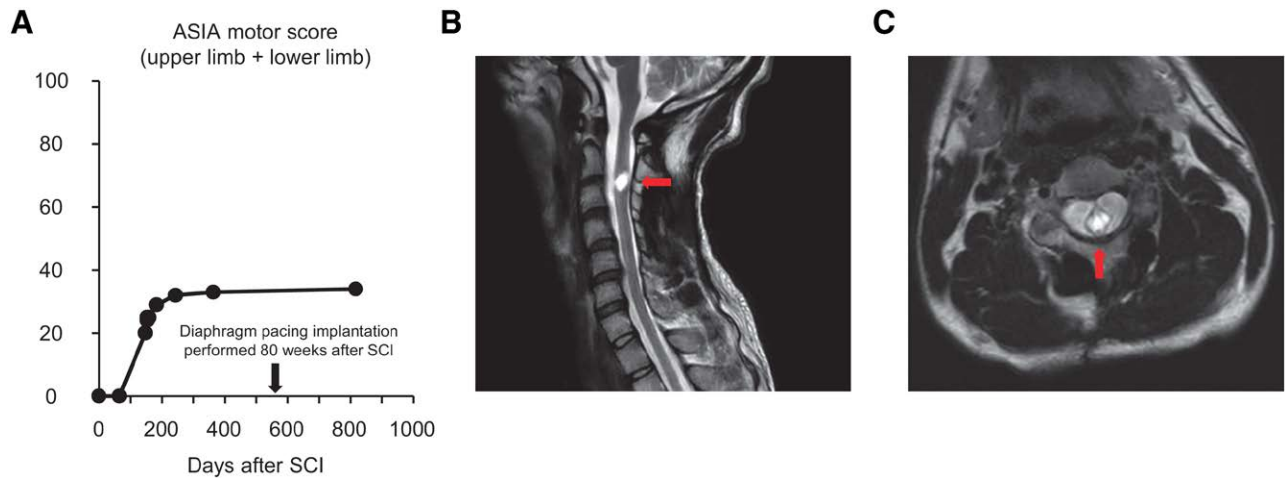 A
ASIA motor score
(upper limb + lower limb)
100
80
60
40
20
0
Diaphragm pacing implantation
performed 80 weeks after SCI
0 200 400 600 800 1000
Days after SCI
B
C